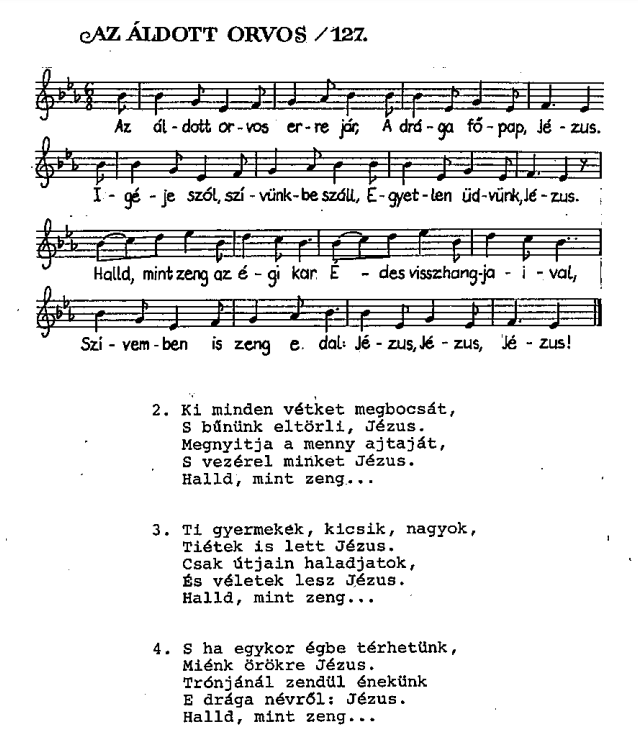 AZ ÁLDOTT ORVOS /127.
6
8
Az ál-dott or-vos er-re jár, A drá-ga fő-pap, Jé-zus.
I-gé-je szól, szí-vünk-be száll, E-gyet-len üd-vünk, Jé-zus.
Halld, mint zeng az é-gi kar. É-des visszhang-ja-i-val,
Szí-vem-ben is zeng e dal: Jé-zus, Jé-zus, Jé-zus!
2. Ki minden vétket megbocsát,
S bűnünk eltörli, Jézus.
Megnyitja a menny ajtaját,
S vezérel minket Jézus.
Halld, mint zeng...
3. Ti gyermekek, kicsik, nagyok,
Tiétek is lett Jézus.
Csak útjain haladjatok,
És véletek lesz Jézus.
Halld, mint zeng...
4. S ha egykor égbe térhetünk,
Miénk örökre Jézus.
Trónjánál zendül énekünk
E drága névről: Jézus.
Halld, mint zeng...